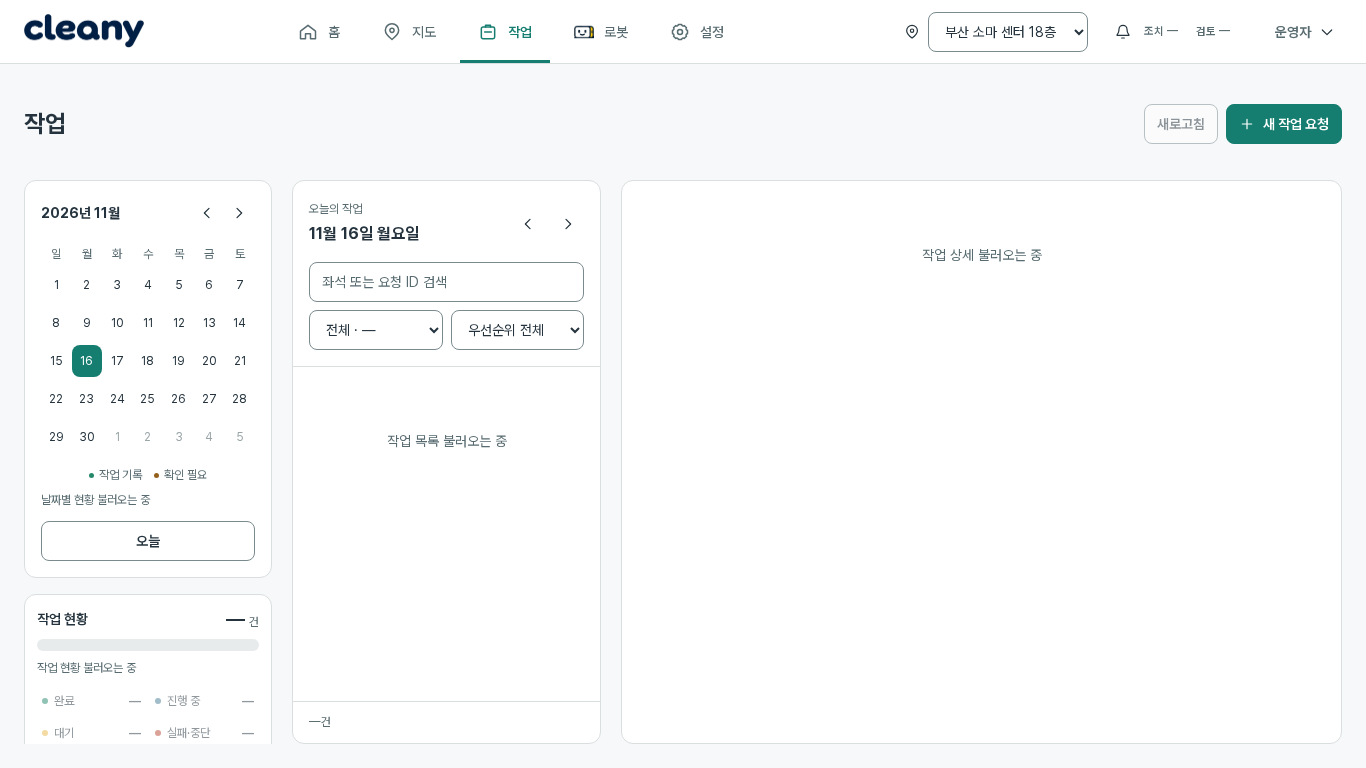 cleany
홈
지도
작업
로봇
설정
부산 소마 센터 18층
조치 —
검토 —
운영자
작업
새로고침
새 작업 요청
2026년 11월
일 월 화 수 목 금 토
1 2 3 4 5 6 7
8 9 10 11 12 13 14
15 16 17 18 19 20 21
22 23 24 25 26 27 28
29 30 1 2 3 4 5
작업 기록 확인 필요
날짜별 현황 불러오는 중
오늘
작업 현황
— 건
작업 현황 불러오는 중
완료 — 진행 중 —
대기 — 실패·중단 —
오늘의 작업
11월 16일 월요일
좌석 또는 요청 ID 검색
전체 · —
우선순위 전체
작업 목록 불러오는 중
—건
작업 상세 불러오는 중